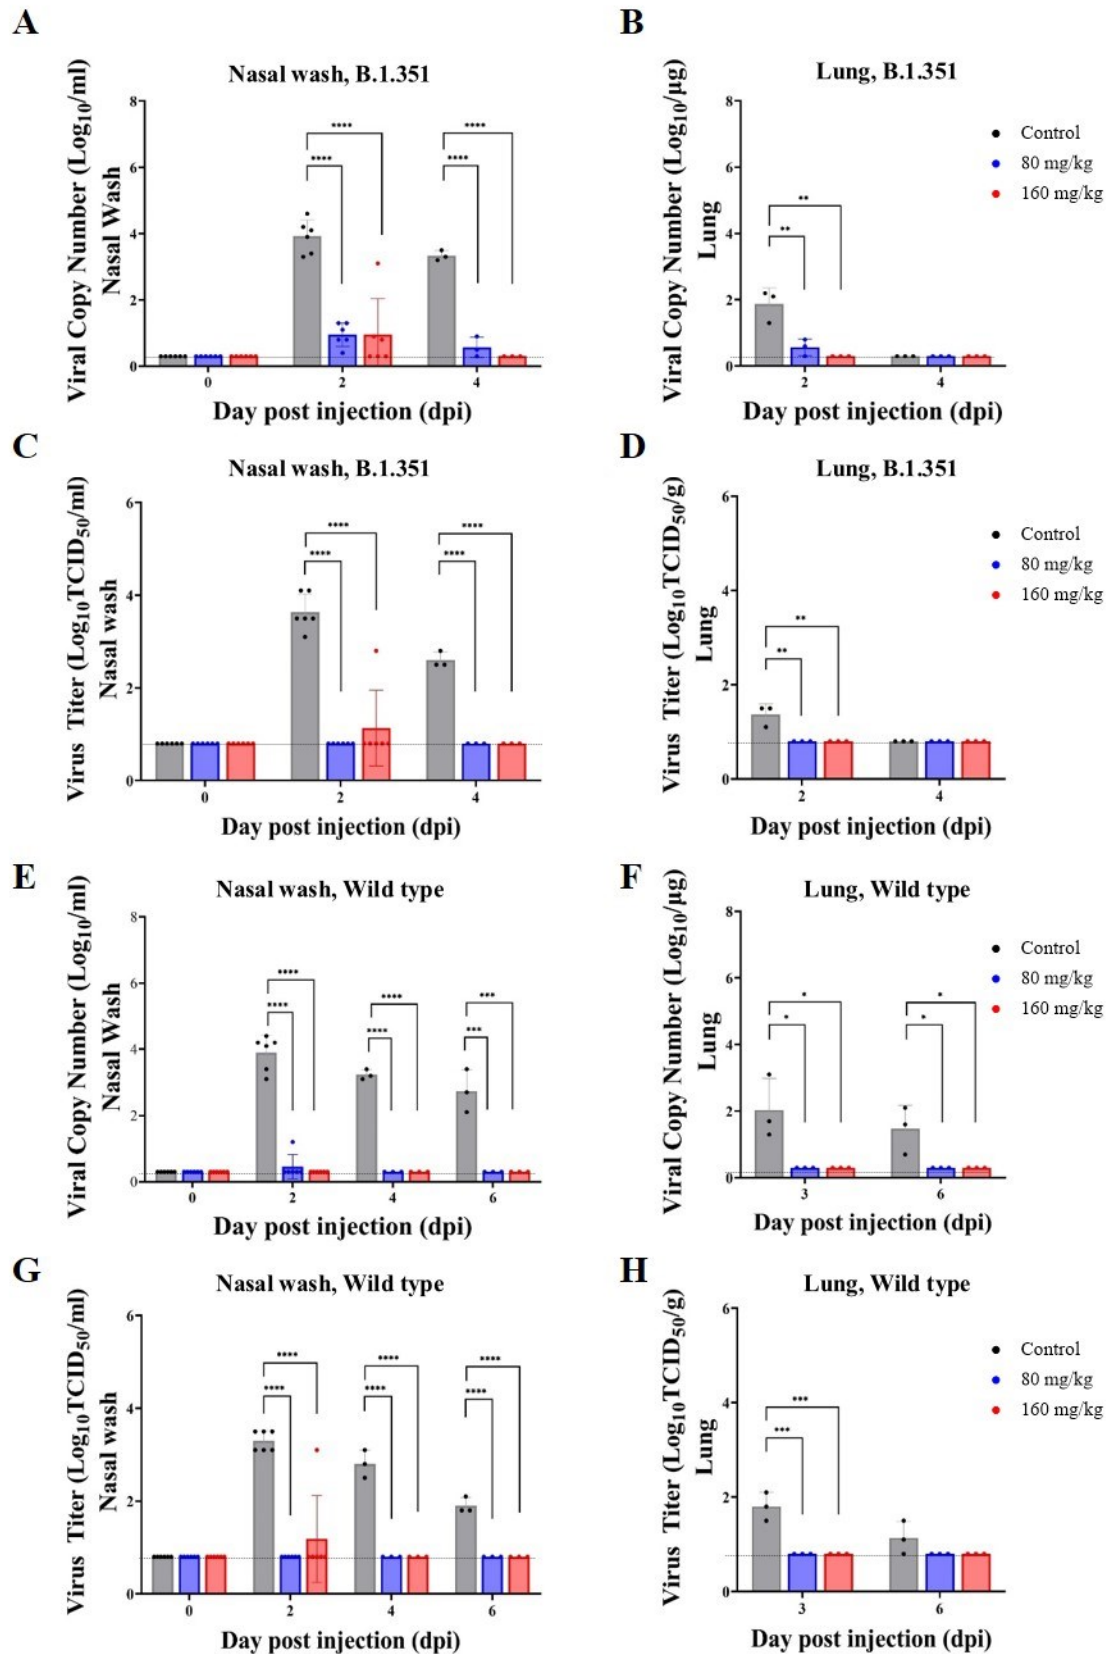 A
Nasal wash, B.1.351
Viral Copy Number (Log10/ml)
Nasal Wash
8
6
4
2
0
**** ****
**** ****
0 2 4
Day post injection (dpi)
B
Lung, B.1.351
Viral Copy Number (Log10/µg)
Lung
8
6
4
2
0
**
**
2 4
Day post injection (dpi)
Control
80 mg/kg
160 mg/kg
C
Nasal wash, B.1.351
Virus Titer (Log10TCID50/ml)
Nasal wash
6
4
2
0
**** ****
**** ****
0 2 4
Day post injection (dpi)
D
Lung, B.1.351
Virus Titer (Log10TCID50/g)
Lung
6
4
2
0
**
**
2 4
Day post injection (dpi)
Control
80 mg/kg
160 mg/kg
E
Nasal wash, Wild type
Viral Copy Number (Log10/ml)
Nasal Wash
8
6
4
2
0
**** **** ***
**** **** ***
0 2 4 6
Day post injection (dpi)
F
Lung, Wild type
Viral Copy Number (Log10/µg)
Lung
8
6
4
2
0
* *
* *
3 6
Day post injection (dpi)
Control
80 mg/kg
160 mg/kg
G
Nasal wash, Wild type
Virus Titer (Log10TCID50/ml)
Nasal wash
6
4
2
0
**** **** ****
**** **** ****
0 2 4 6
Day post injection (dpi)
H
Lung, Wild type
Virus Titer (Log10TCID50/g)
Lung
6
4
2
0
***
***
3 6
Day post injection (dpi)
Control
80 mg/kg
160 mg/kg